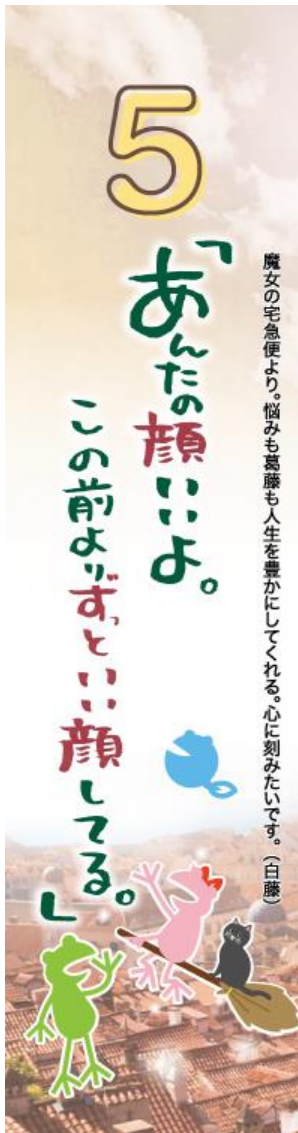 5
魔女の宅急便より。悩みも葛藤も人生を豊かにしてくれる。心に刻みたいです。（白藤）
「あんたの顔いいよ。
この前よりずっといい顔してる。」